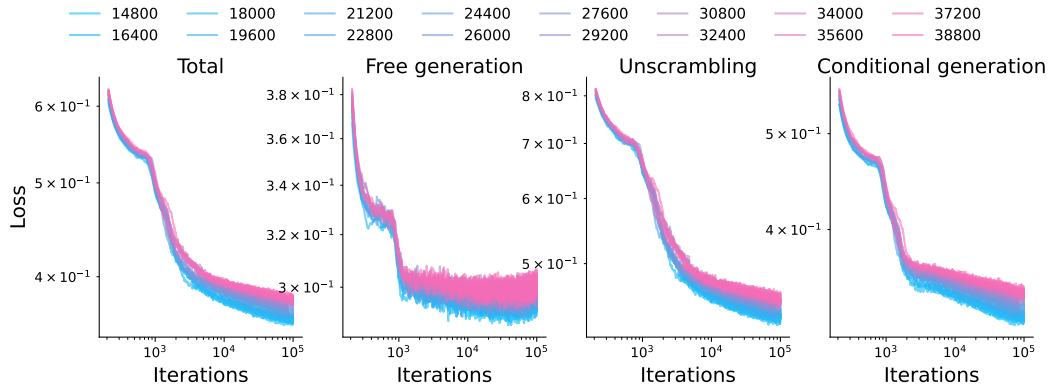 14800 18000 21200 24400 27600 30800 34000 37200
16400 19600 22800 26000 29200 32400 35600 38800
Total Free generation Unscrambling Conditional generation
Loss
6 × 10⁻¹
5 × 10⁻¹
4 × 10⁻¹
10³ 10⁴ 10⁵
Iterations
3.8 × 10⁻¹
3.6 × 10⁻¹
3.4 × 10⁻¹
3.2 × 10⁻¹
3 × 10⁻¹
10³ 10⁴ 10⁵
Iterations
8 × 10⁻¹
7 × 10⁻¹
6 × 10⁻¹
5 × 10⁻¹
10³ 10⁴ 10⁵
Iterations
5 × 10⁻¹
4 × 10⁻¹
10³ 10⁴ 10⁵
Iterations